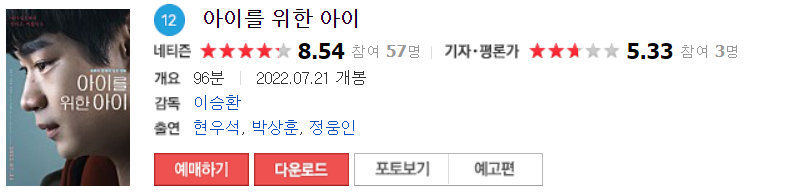 12 아이를 위한 아이
네티즌 8.54 참여 57명 기자·평론가 5.33 참여 3명
개요 96분 2022.07.21 개봉
감독 이승환
출연 현우석, 박상훈, 정웅인
예매하기 다운로드 포토보기 예고편
아이를
위한 아이